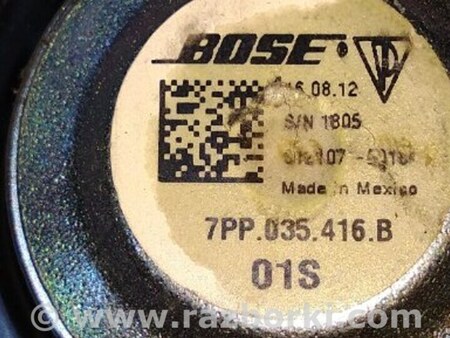 BOSE
16.08.12
S/N 1805
Made in Mexico
7PP.035.416.B
01S
© www.razborki.com